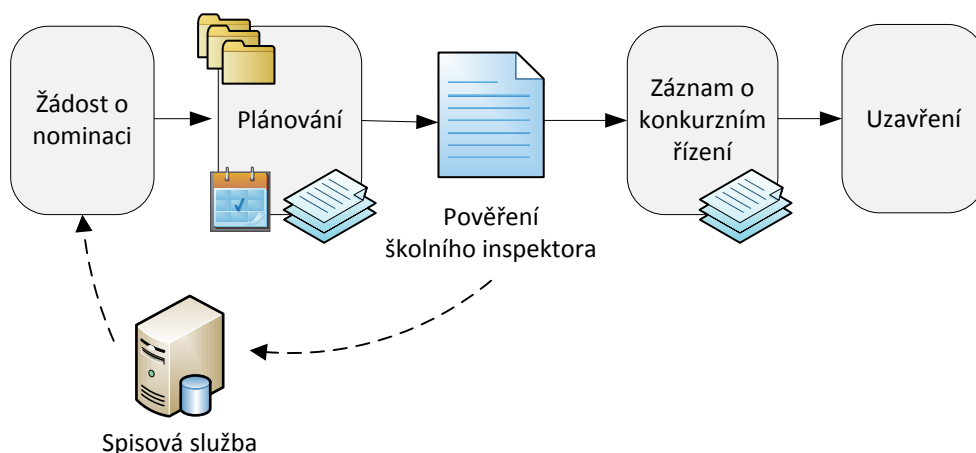 Žádost o
nominaci
Plánování
Pověření
školního inspektora
Záznam o
konkurzním
řízení
Uzavření
Spisová služba